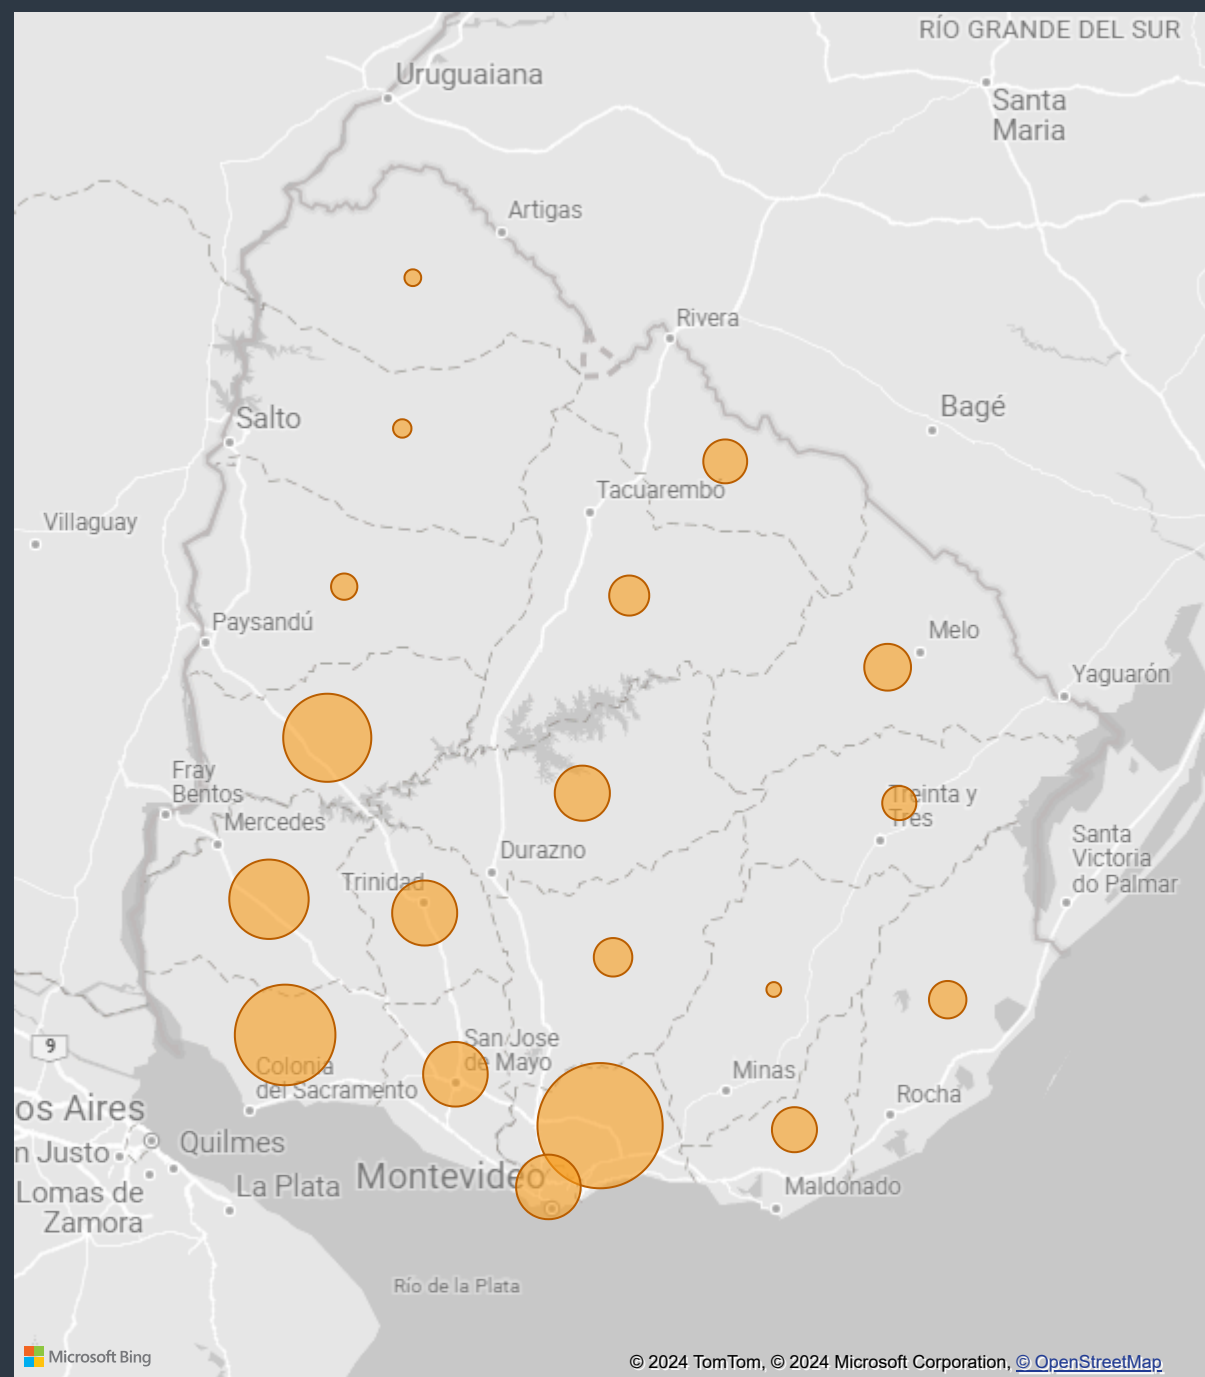 RÍO GRANDE DEL SUR
Uruguaiana
Santa
Maria
Artigas
Rivera
Bagé
Salto
Tacuarembó
Villaguay
Paysandú
Melo
Yaguarón
Fray
Bentos
Treinta y
Tres
Mercedes
Santa
Victoria
do Palmar
Durazno
Trinidad
9
San Jose
de Mayo
Colonia
del Sacramento
Minas
Rocha
os Aires
Quilmes
n Justo
Montevideo
La Plata
Maldonado
Lomas de
Zamora
Río de la Plata
Microsoft Bing
© 2024 TomTom, © 2024 Microsoft Corporation, © OpenStreetMap